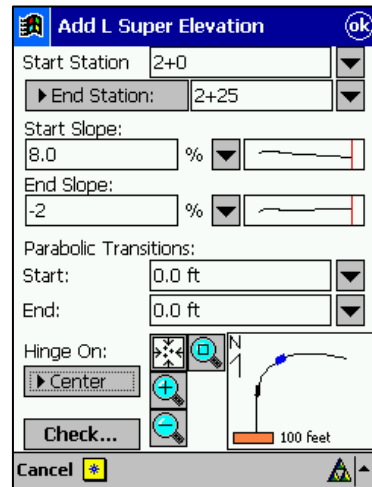 Add L Super Elevation ok
Start Station 2+0
End Station: 2+25
Start Slope:
8.0 %
End Slope:
-2 %
Parabolic Transitions:
Start: 0.0 ft
End: 0.0 ft
Hinge On:
N
Center
Check...
100 feet
Cancel